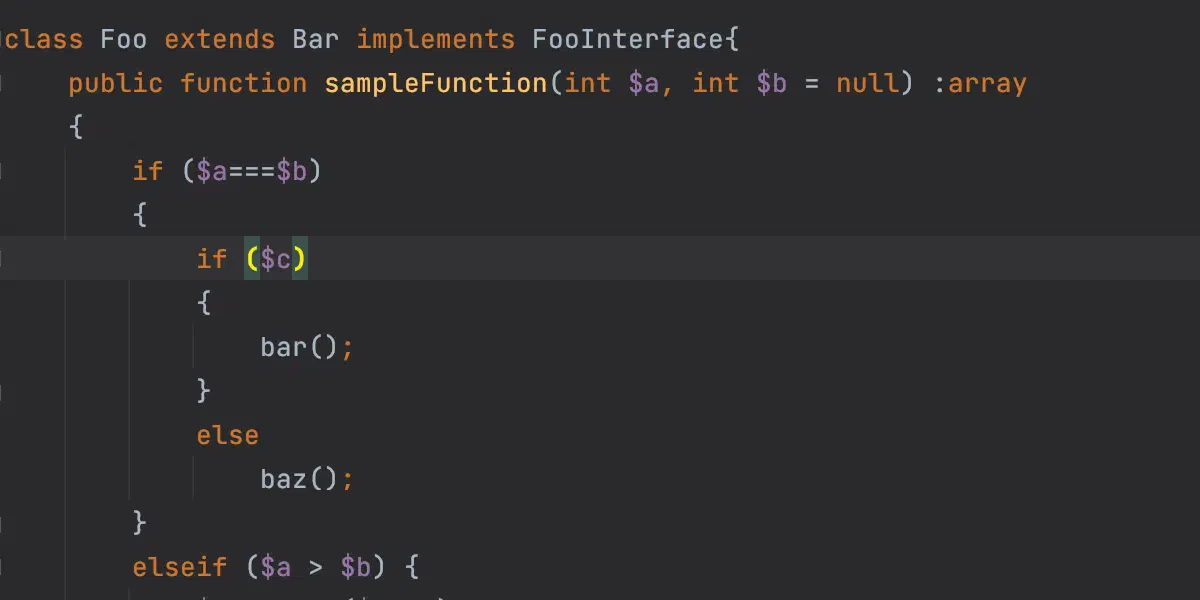 class Foo extends Bar implements FooInterface{
public function sampleFunction(int $a, int $b = null) :array
{
if ($a===$b)
{
if ($c)
{
bar();
}
else
baz();
}
elseif ($a > $b) {